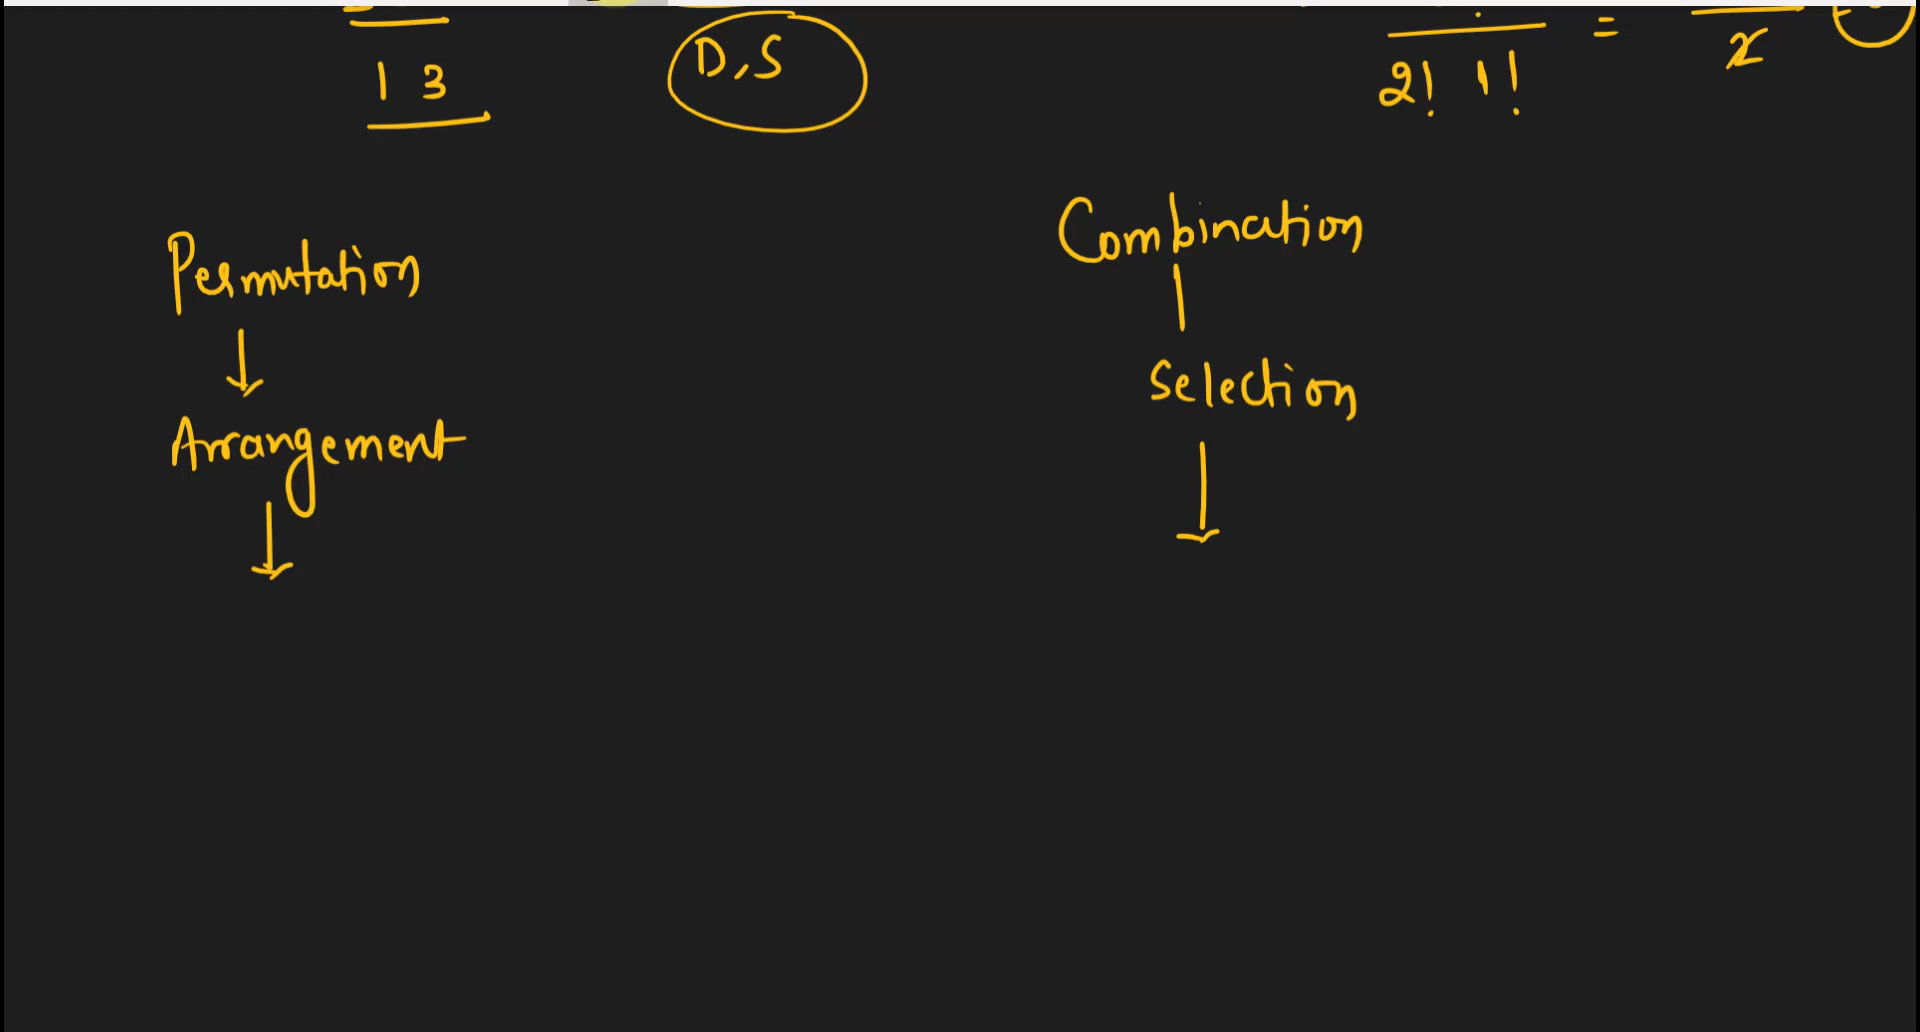 1 3
D,S
2! 1!
=
Permutation
Combination
Arrangement
Selection